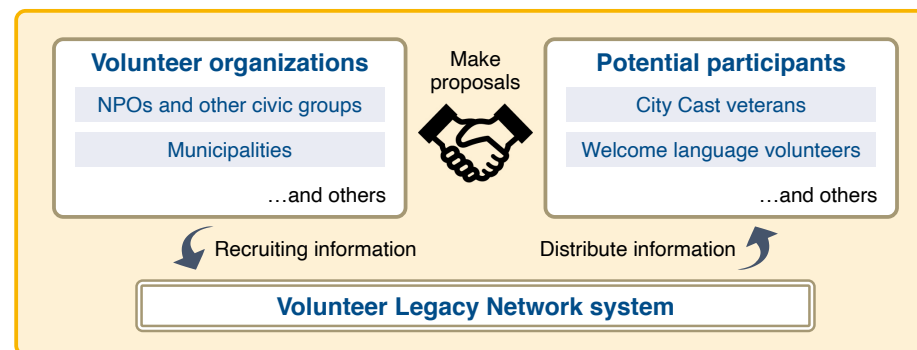 Volunteer organizations
NPOs and other civic groups
Municipalities
…and others
Make
proposals
Potential participants
City Cast veterans
Welcome language volunteers
…and others
Recruiting information
Distribute information
Volunteer Legacy Network system